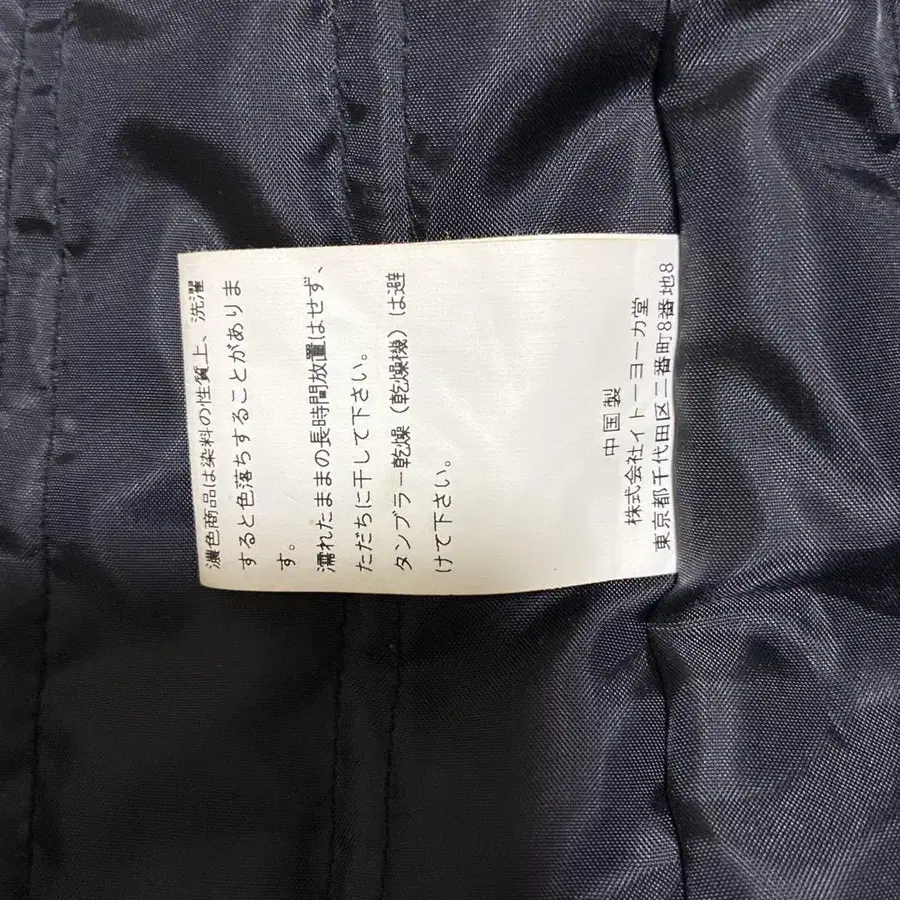 濃色商品は染料の性質上、洗濯
すると色落ちすることがありま
す。
濡れたままの長時間放置はせず、
ただちに干して下さい。
タンブラー乾燥（乾燥機）は避
けて下さい。
中国製
株式会社イトーヨーカ堂
東京都千代田区二番町8番地8